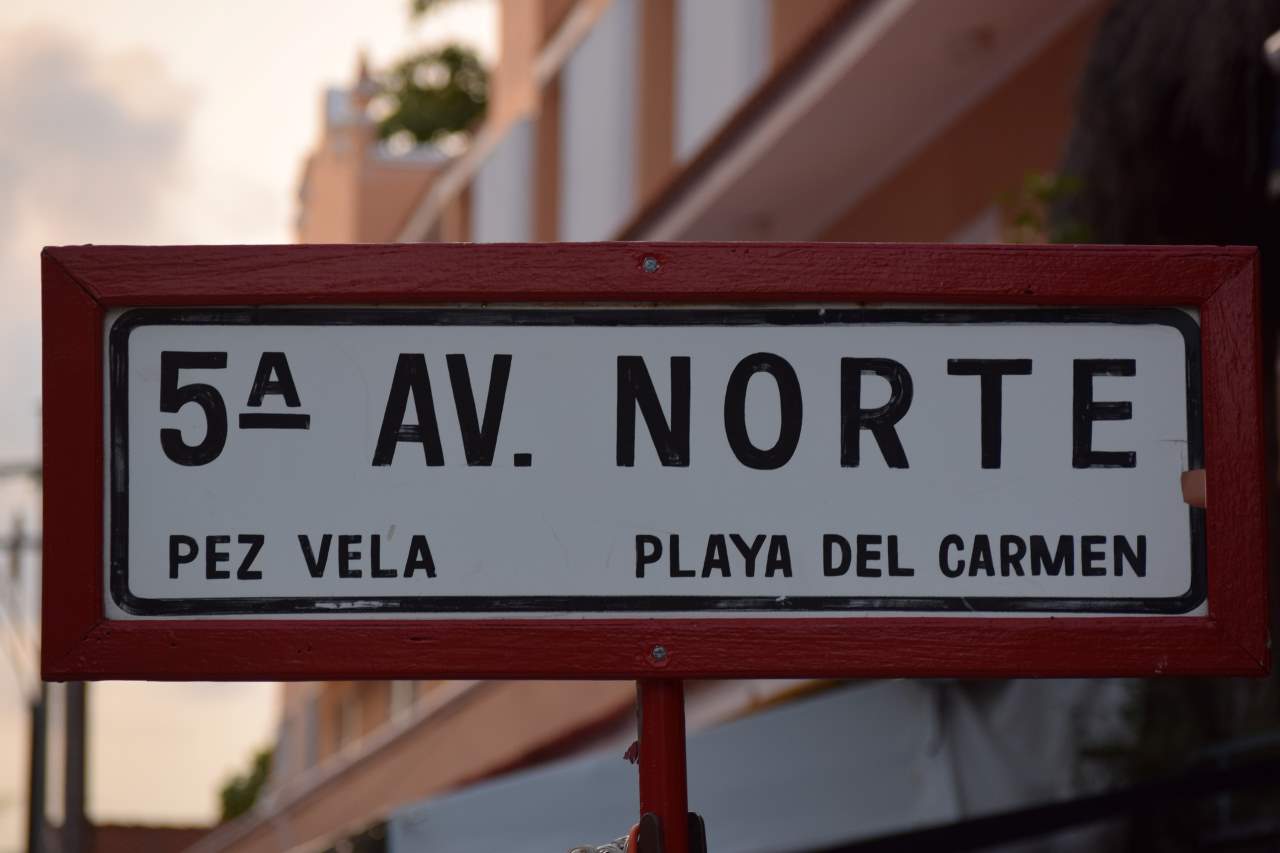 5ª AV. NORTE
PEZ VELA PLAYA DEL CARMEN